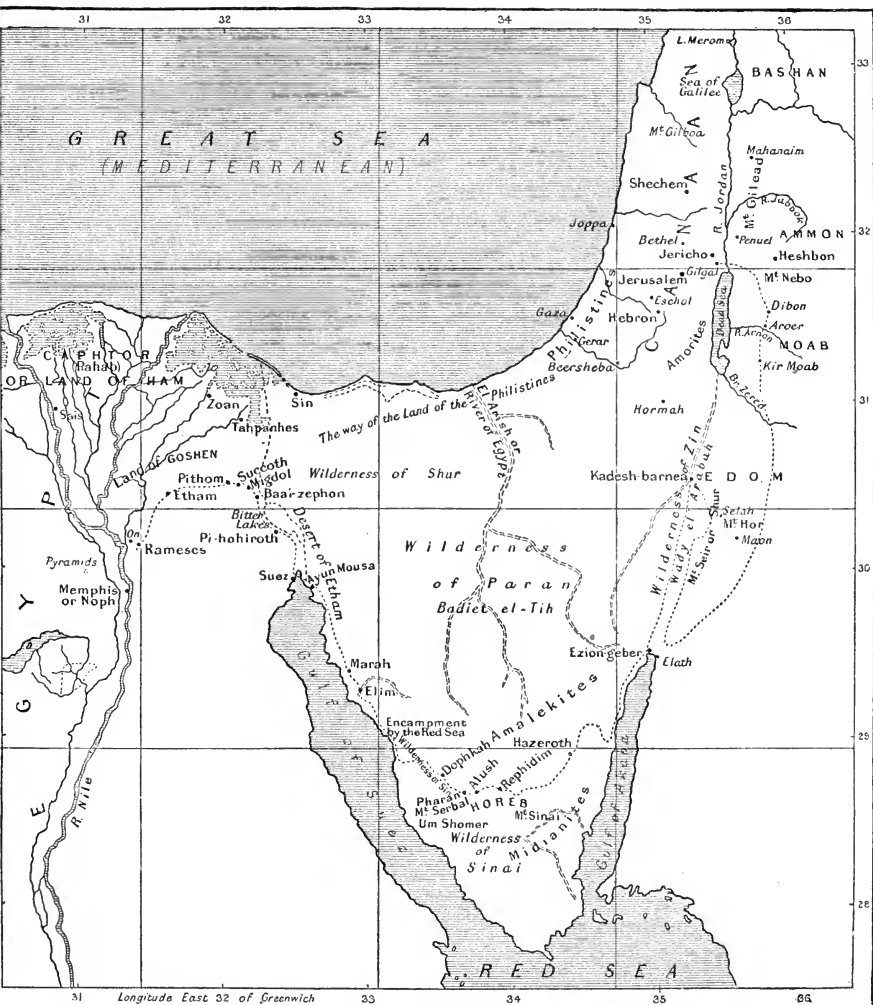 31 32 33 34 35 36
L. Merom
33
BASHAN
Sea of
Galilee
GREAT SEA
(MEDITERRANEAN)
CANAAN
Mt. Gilboa
Mahanaim
Mt. Gilead
Shechem
R. Jordan
R. Jubbok
Joppa
32
AMMON
Penuel
Bethel
Heshbon
Jericho
Gilgal
Jerusalem
Mt. Nebo
Eschol
Dead Sea
Dibon
Gaza
Hebron
Philistines
Aroer
Amorites
R. Arnon
MOAB
Gerar
CAPHTOR
(Rahab)
OR LAND OF HAM
Beersheba
Kir Moab
31
Br. Zered
Zoan
Sin
Sais
Hormah
Tahpanhes
The way of the Land of the Philistines
El Arish or
River of Egypt
Land of GOSHEN
Succoth
Pithom
Migdol
Wilderness of Shur
Kadesh-barnea
EDOM
Etham
Baal-zephon
Wilderness of Zin
Wady el Arabah
Bitter
Lakes
Selah
Mt. Hor
Mt. Seir or Shur
Maon
On
Rameses
Pi-hohiroth
Desert of Etham
Wilderness
of Paran
Badiet el-Tih
30
Pyramids
Suez
Ayun Mousa
Memphis
or Noph
EGYPT
Ezion-geber
Elath
Marah
Elim
Gulf of Suez
Amalekites
29
Encampment
by the Red Sea
Hazeroth
Wilderness of Sin
Dophkah
Alush
Rephidim
Pharan
Mt. Serbal
HOREB
Um Shomer
Mt. Sinai
Wilderness
of
Sinai
Midianites
Gulf of Akaba
R. Nile
28
RED SEA
31 Longitude East 32 of Greenwich 33 34 35 36